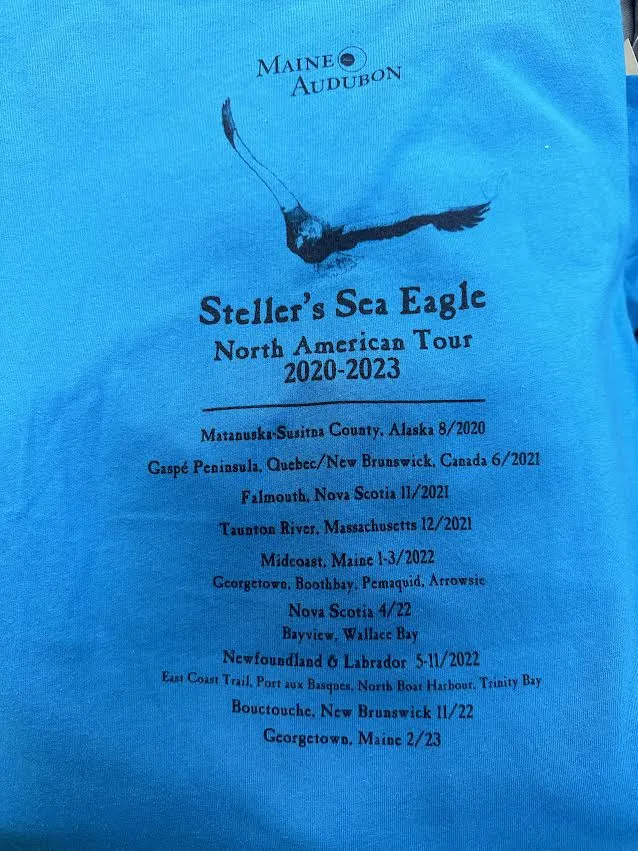 MAINE
AUDUBON
Steller's Sea Eagle
North American Tour
2020-2023
Matanuska-Susitna County, Alaska 8/2020
Gaspé Peninsula, Quebec/New Brunswick, Canada 6/2021
Falmouth, Nova Scotia 11/2021
Taunton River, Massachusetts 12/2021
Midcoast, Maine 1-3/2022
Georgetown, Boothbay, Pemaquid, Arrowsic
Nova Scotia 4/22
Bayview, Wallace Bay
Newfoundland & Labrador 5-11/2022
East Coast Trail, Port aux Basques, North Boat Harbour, Trinity Bay
Bouctouche, New Brunswick 11/22
Georgetown, Maine 2/23